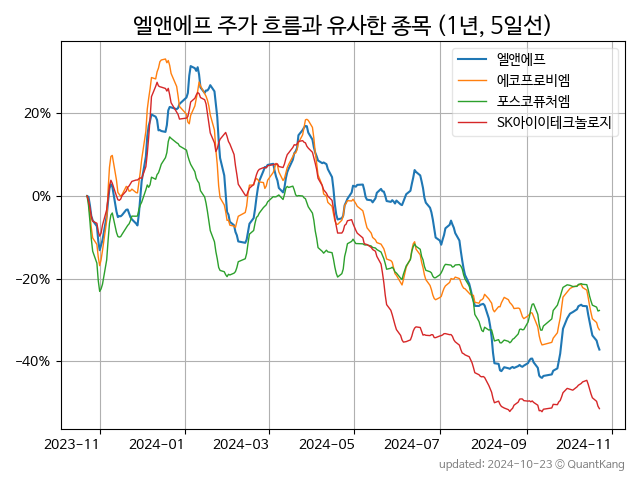 엘앤에프 주가 흐름과 유사한 종목 (1년, 5일선)
엘앤에프
에코프로비엠
포스코퓨처엠
SK아이이테크놀로지
20%
0%
−20%
−40%
2023-11 2024-01 2024-03 2024-05 2024-07 2024-09 2024-11
updated: 2024-10-23 © QuantKang